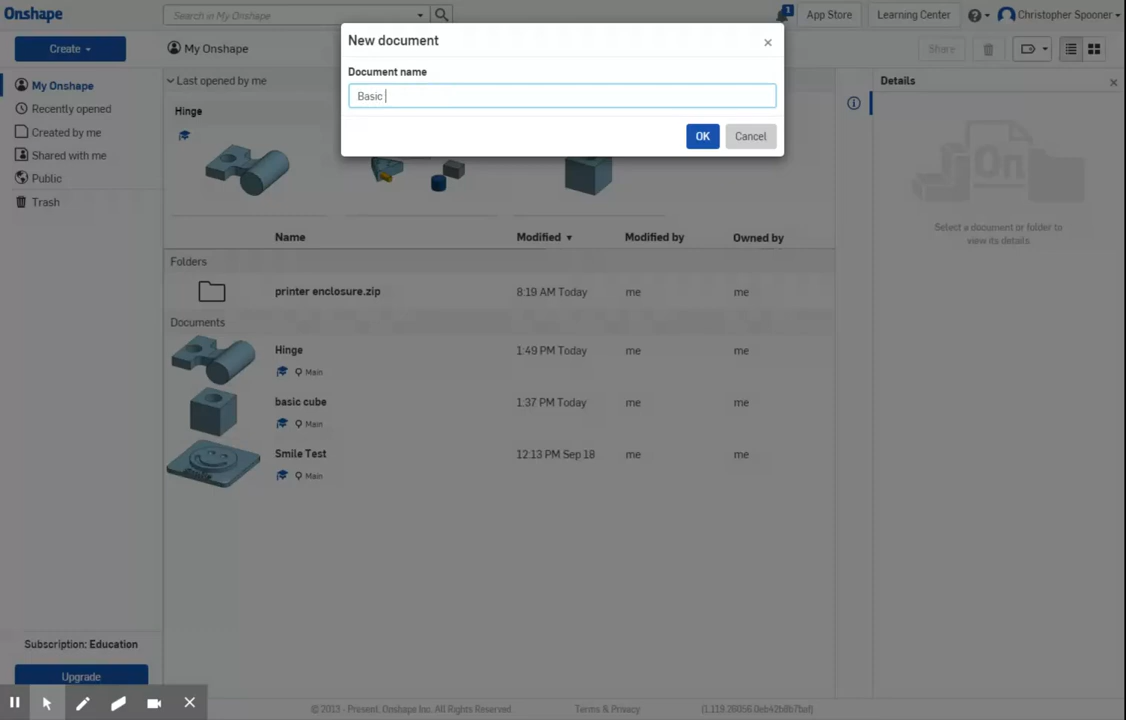 Onshape
Search in My Onshape
1
App Store
Learning Center
Christopher Spooner
Create
My Onshape
Share
My Onshape
Recently opened
Created by me
Shared with me
Public
Trash
Last opened by me
Hinge
New document
Document name
Basic
OK
Cancel
Details
Select a document or folder to
view its details.
Name
Modified
Modified by
Owned by
Folders
printer enclosure.zip
8:19 AM Today
me
me
Documents
Hinge
1:49 PM Today
me
me
Main
basic cube
1:37 PM Today
me
me
Main
Smile Test
12:13 PM Sep 18
me
me
Main
Subscription: Education
Upgrade
© 2013 - Present, Onshape Inc. All Rights Reserved
Terms & Privacy